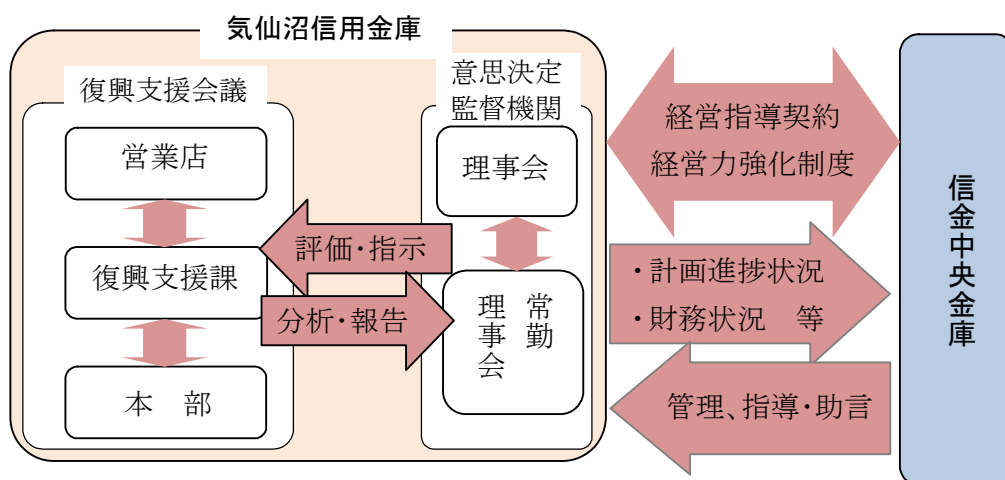 気仙沼信用金庫
復興支援会議
営業店
復興支援課
本　部
意思決定
監督機関
理事会
常勤
理事会
評価・指示
分析・報告
経営指導契約
経営力強化制度
・計画進捗状況
・財務状況　等
管理、指導・助言
信金中央金庫